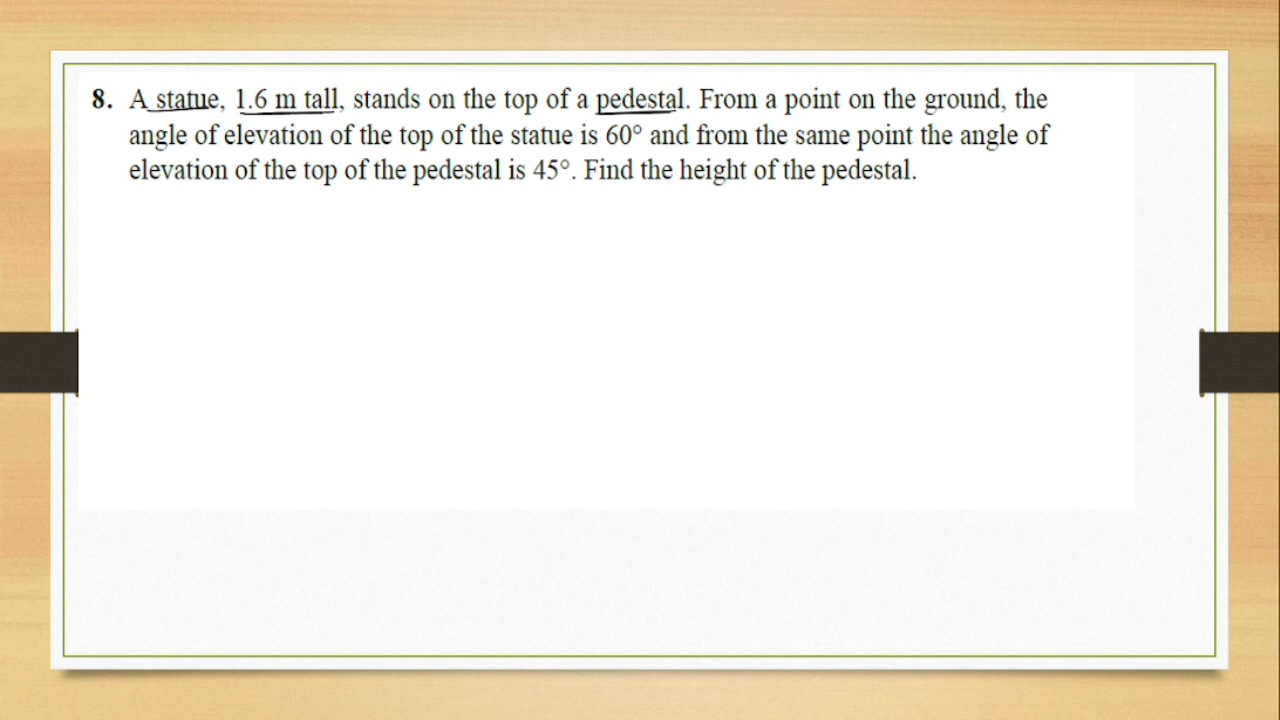 8. A statue, 1.6 m tall, stands on the top of a pedestal. From a point on the ground, the
angle of elevation of the top of the statue is 60° and from the same point the angle of
elevation of the top of the pedestal is 45°. Find the height of the pedestal.